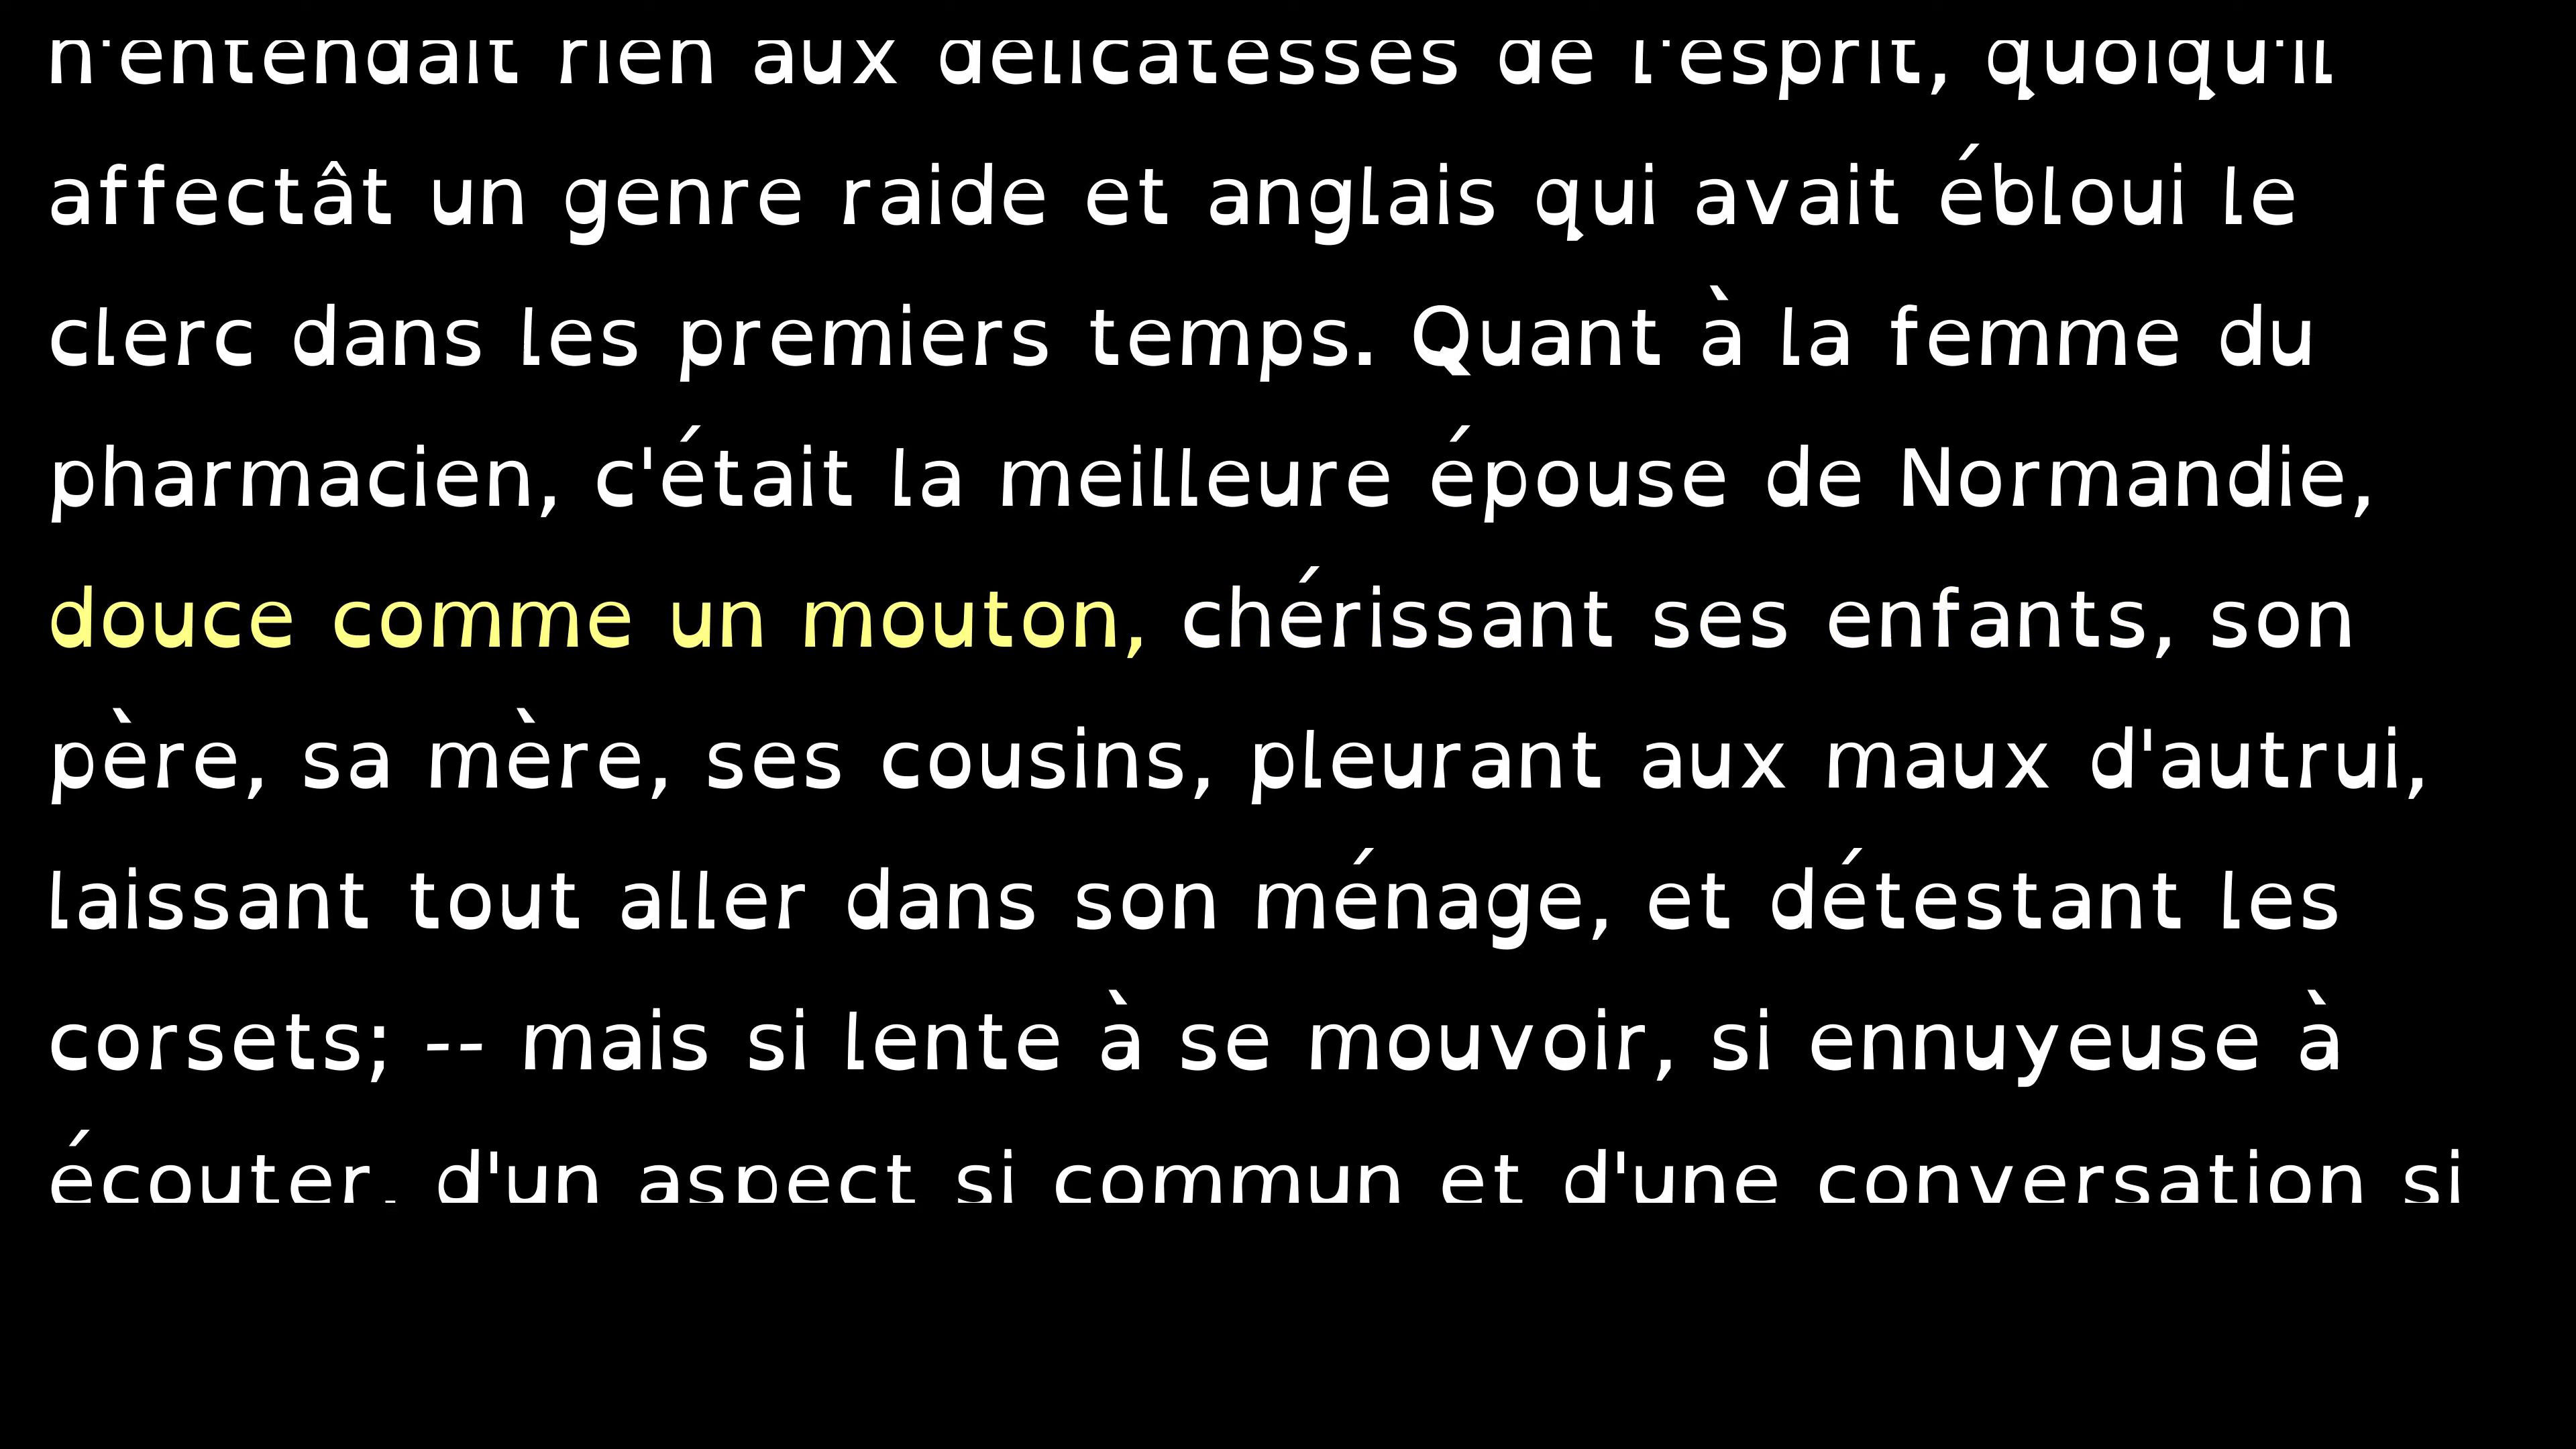 n'entendait rien aux délicatesses de l'esprit, quoiqu'il
affectât un genre raide et anglais qui avait ébloui le
clerc dans les premiers temps. Quant à la femme du
pharmacien, c'était la meilleure épouse de Normandie,
douce comme un mouton, chérissant ses enfants, son
père, sa mère, ses cousins, pleurant aux maux d'autrui,
laissant tout aller dans son ménage, et détestant les
corsets; -- mais si lente à se mouvoir, si ennuyeuse à
écouter, d'un aspect si commun et d'une conversation si